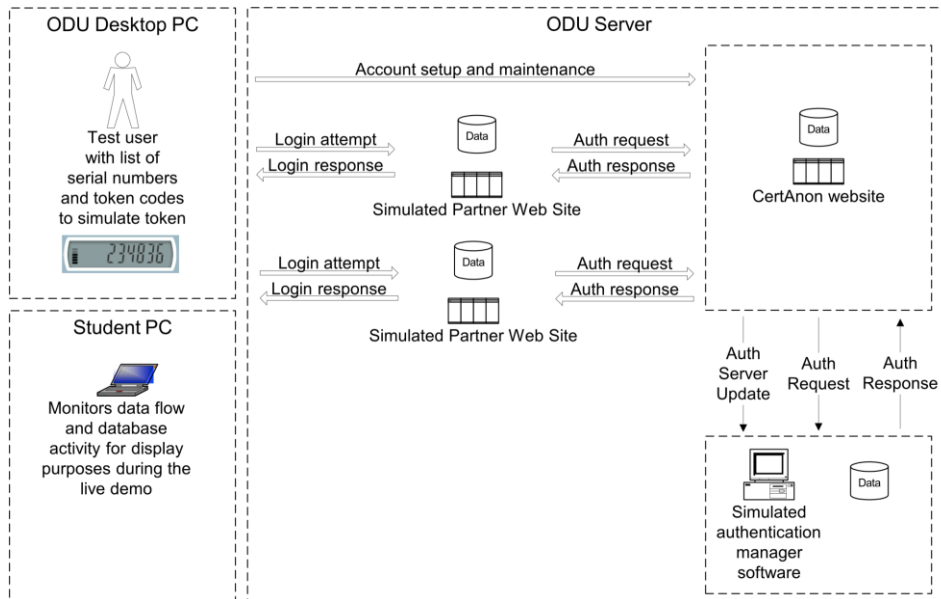 ODU Desktop PC
Test user
with list of
serial numbers
and token codes
to simulate token
234836
Student PC
Monitors data flow
and database
activity for display
purposes during the
live demo
ODU Server
Account setup and maintenance
Login attempt
Login response
Data
Simulated Partner Web Site
Auth request
Auth response
Login attempt
Login response
Data
Simulated Partner Web Site
Auth request
Auth response
Data
CertAnon website
Auth
Server
Update
Auth
Request
Auth
Response
Data
Simulated
authentication
manager
software